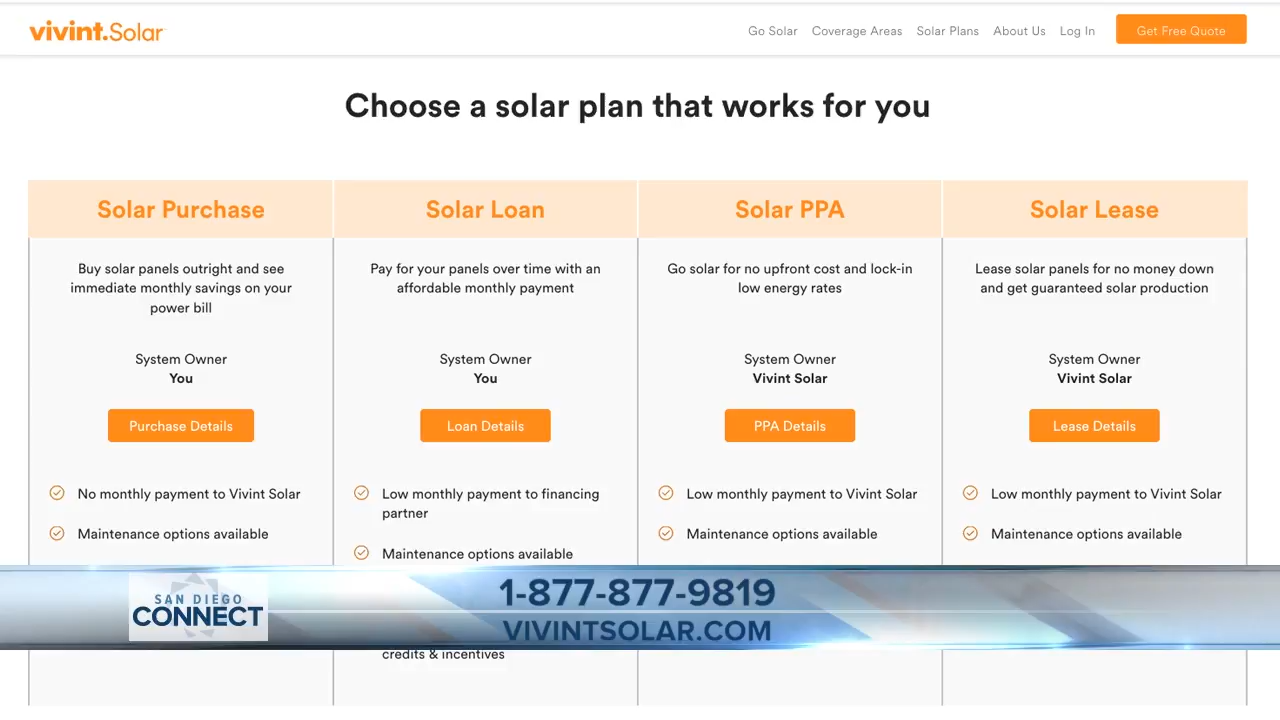 vivint.Solar
Go Solar
Coverage Areas
Solar Plans
About Us
Log In
Get Free Quote
Choose a solar plan that works for you
Solar Purchase
Buy solar panels outright and see
immediate monthly savings on your
power bill
System Owner
You
Purchase Details
No monthly payment to Vivint Solar
Maintenance options available
Solar Loan
Pay for your panels over time with an
affordable monthly payment
System Owner
You
Loan Details
Low monthly payment to financing
partner
Maintenance options available
credits & incentives
Solar PPA
Go solar for no upfront cost and lock-in
low energy rates
System Owner
Vivint Solar
PPA Details
Low monthly payment to Vivint Solar
Maintenance options available
Solar Lease
Lease solar panels for no money down
and get guaranteed solar production
System Owner
Vivint Solar
Lease Details
Low monthly payment to Vivint Solar
Maintenance options available
SAN DIEGO
CONNECT
1-877-877-9819
VIVINTSOLAR.COM